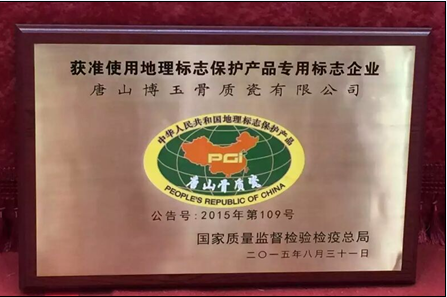 获准使用地理标志保护产品专用标志企业
唐山博玉骨质瓷有限公司
中华人民共和国地理标志保护产品
PGI
唐山骨质瓷
PEOPLE'S REPUBLIC OF CHINA
公告号:2015年第109号
国家质量监督检验检疫总局
二〇一五年八月三十一日